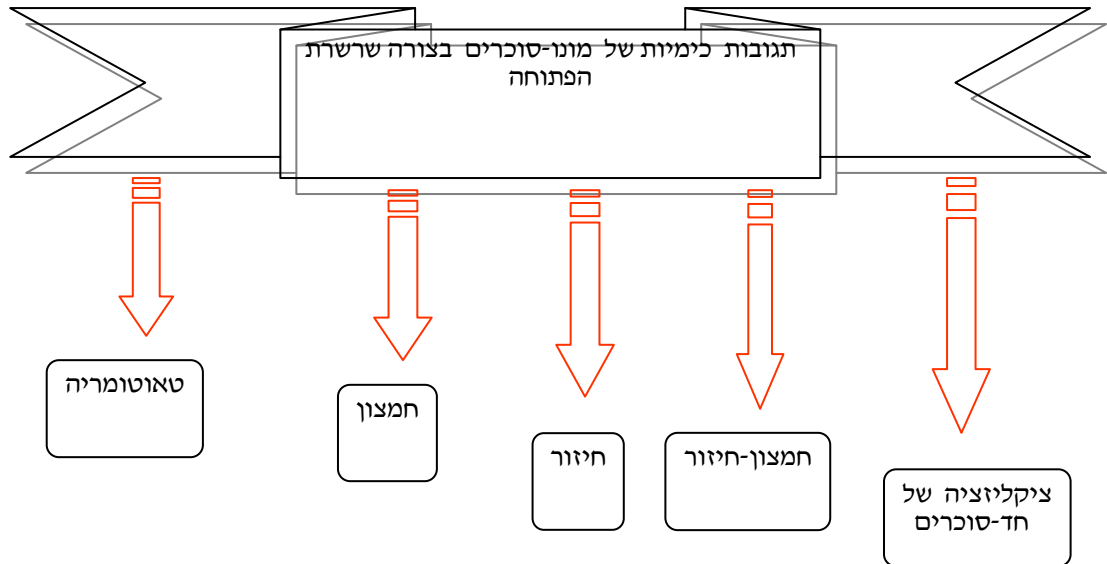 תגובות כימיות של מונו-סוכרים בצורה שרשרת
הפתוחה
ציקליזציה של
חד-סוכרים
חמצון-חיזור
חיזור
חמצון
טאוטומריה